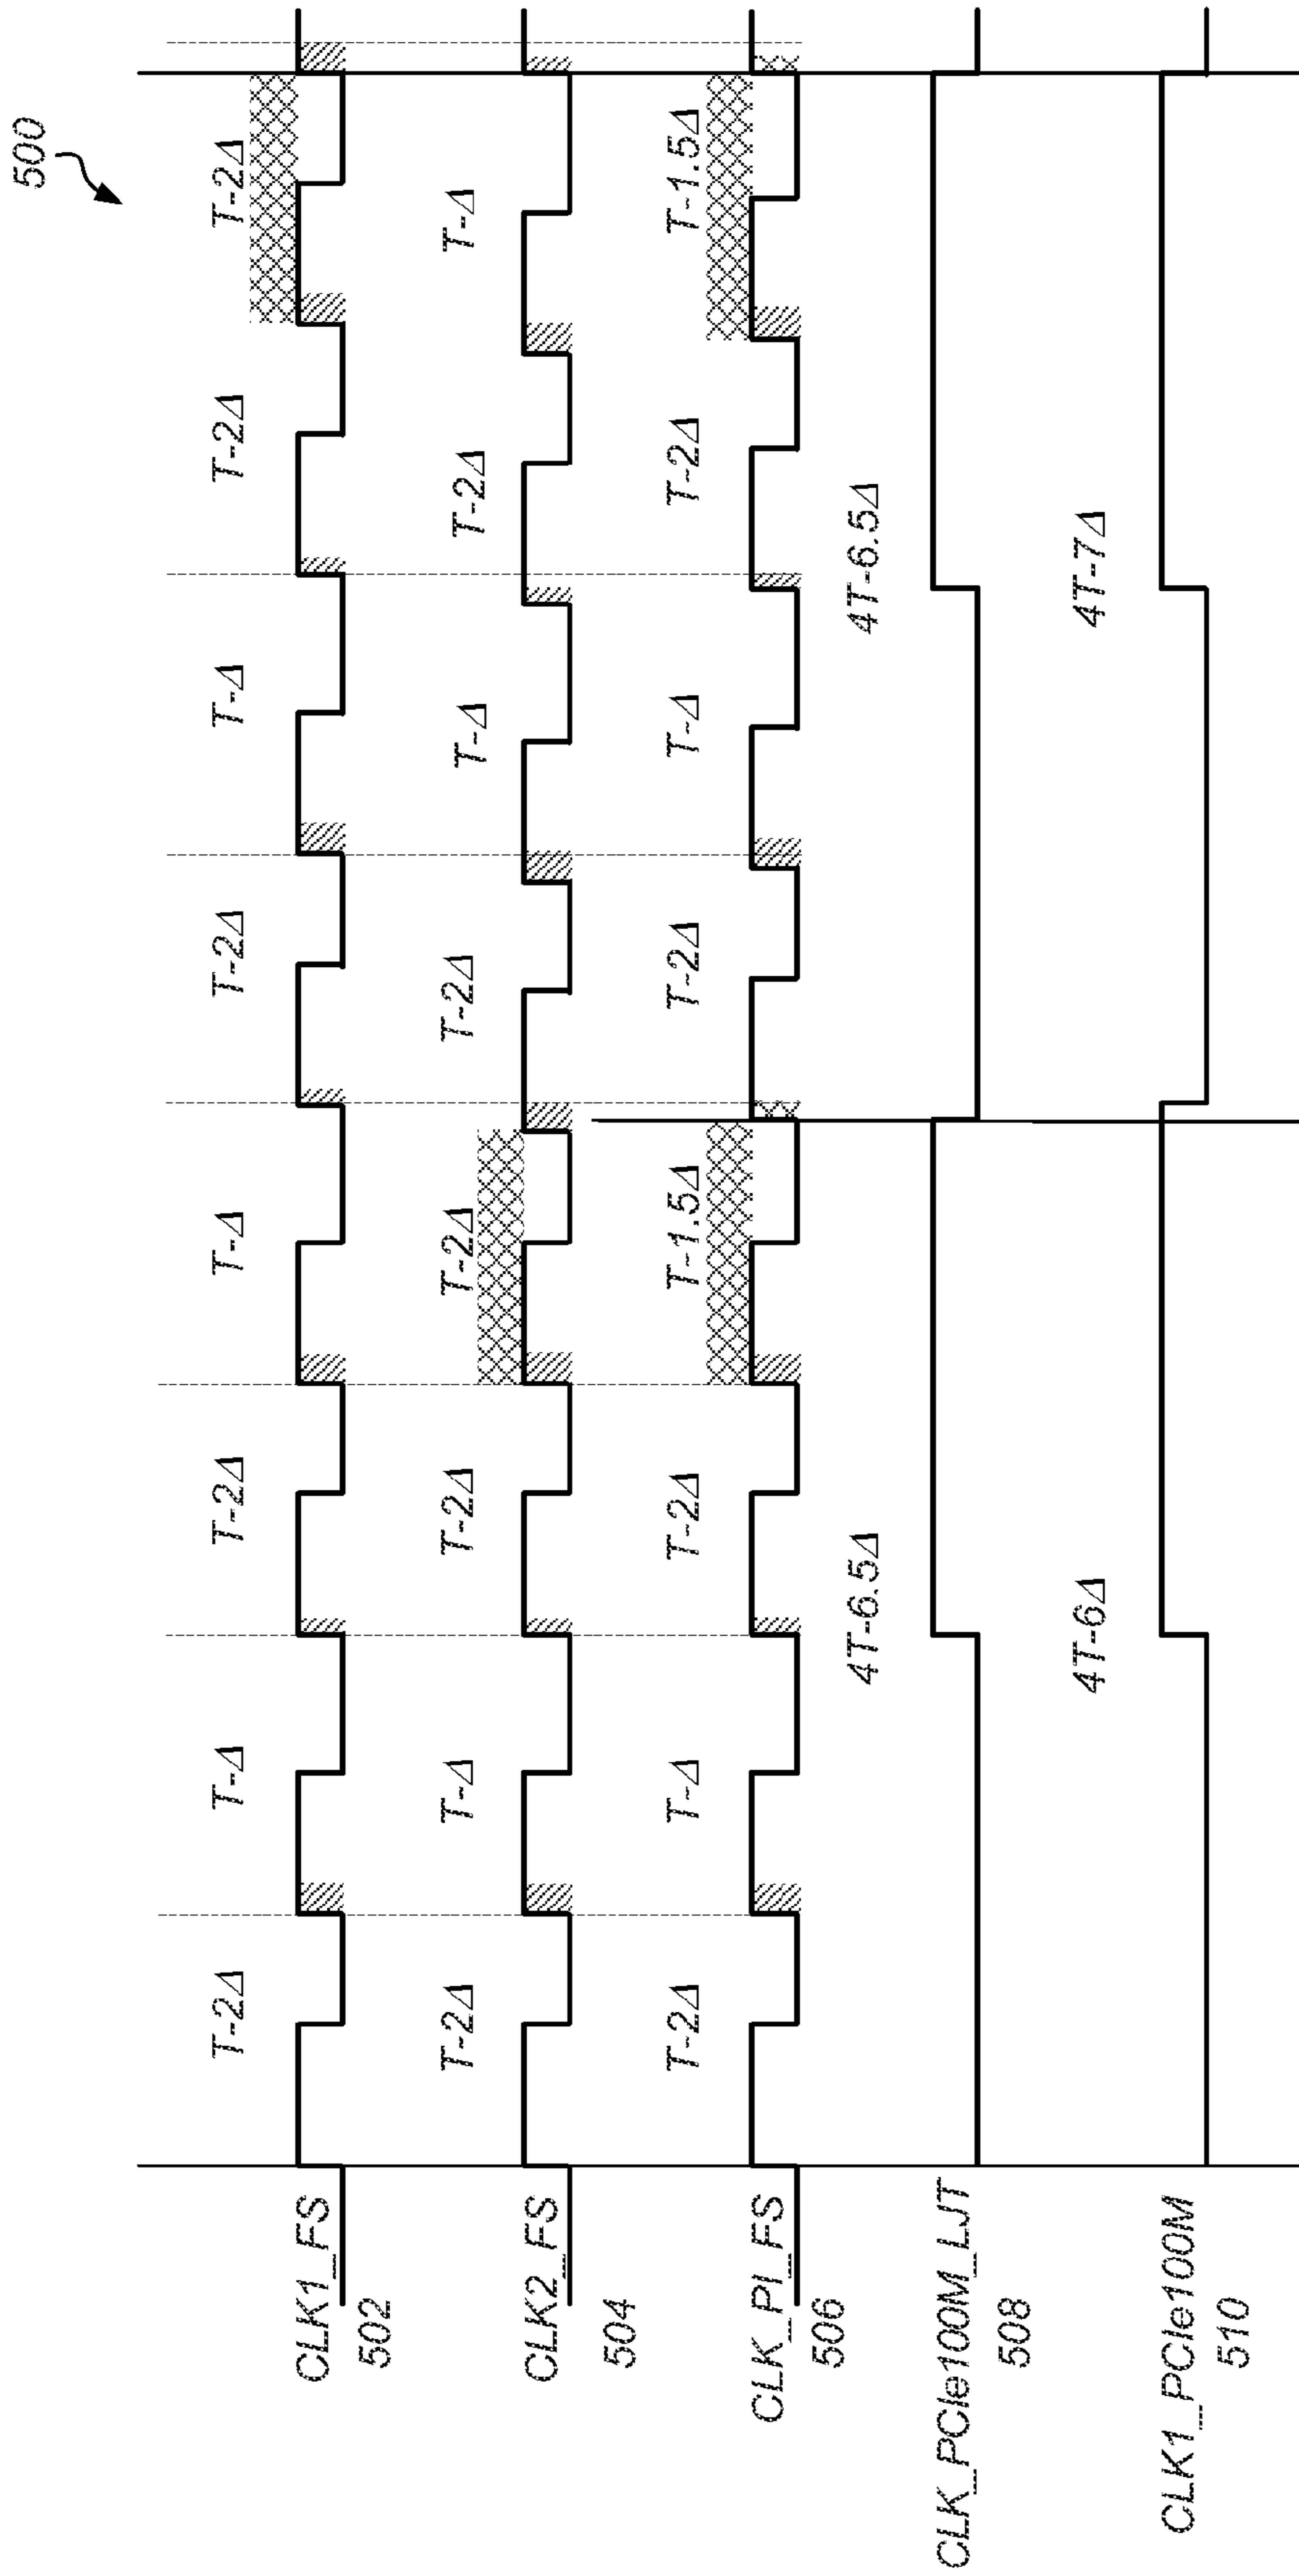 500
CLK1_FS
502
T-2Δ
T-Δ
T-2Δ
T-Δ
T-2Δ
T-Δ
T-2Δ
T-2Δ
CLK2_FS
504
T-2Δ
T-Δ
T-2Δ
T-2Δ
T-2Δ
T-Δ
T-2Δ
T-Δ
CLK_PI_FS
506
T-2Δ
T-Δ
T-2Δ
T-1.5Δ
T-2Δ
T-Δ
T-2Δ
T-1.5Δ
CLK_PCIe100M_LJT
508
4T-6.5Δ
4T-6.5Δ
CLK1_PCIe100M
510
4T-6Δ
4T-7Δ